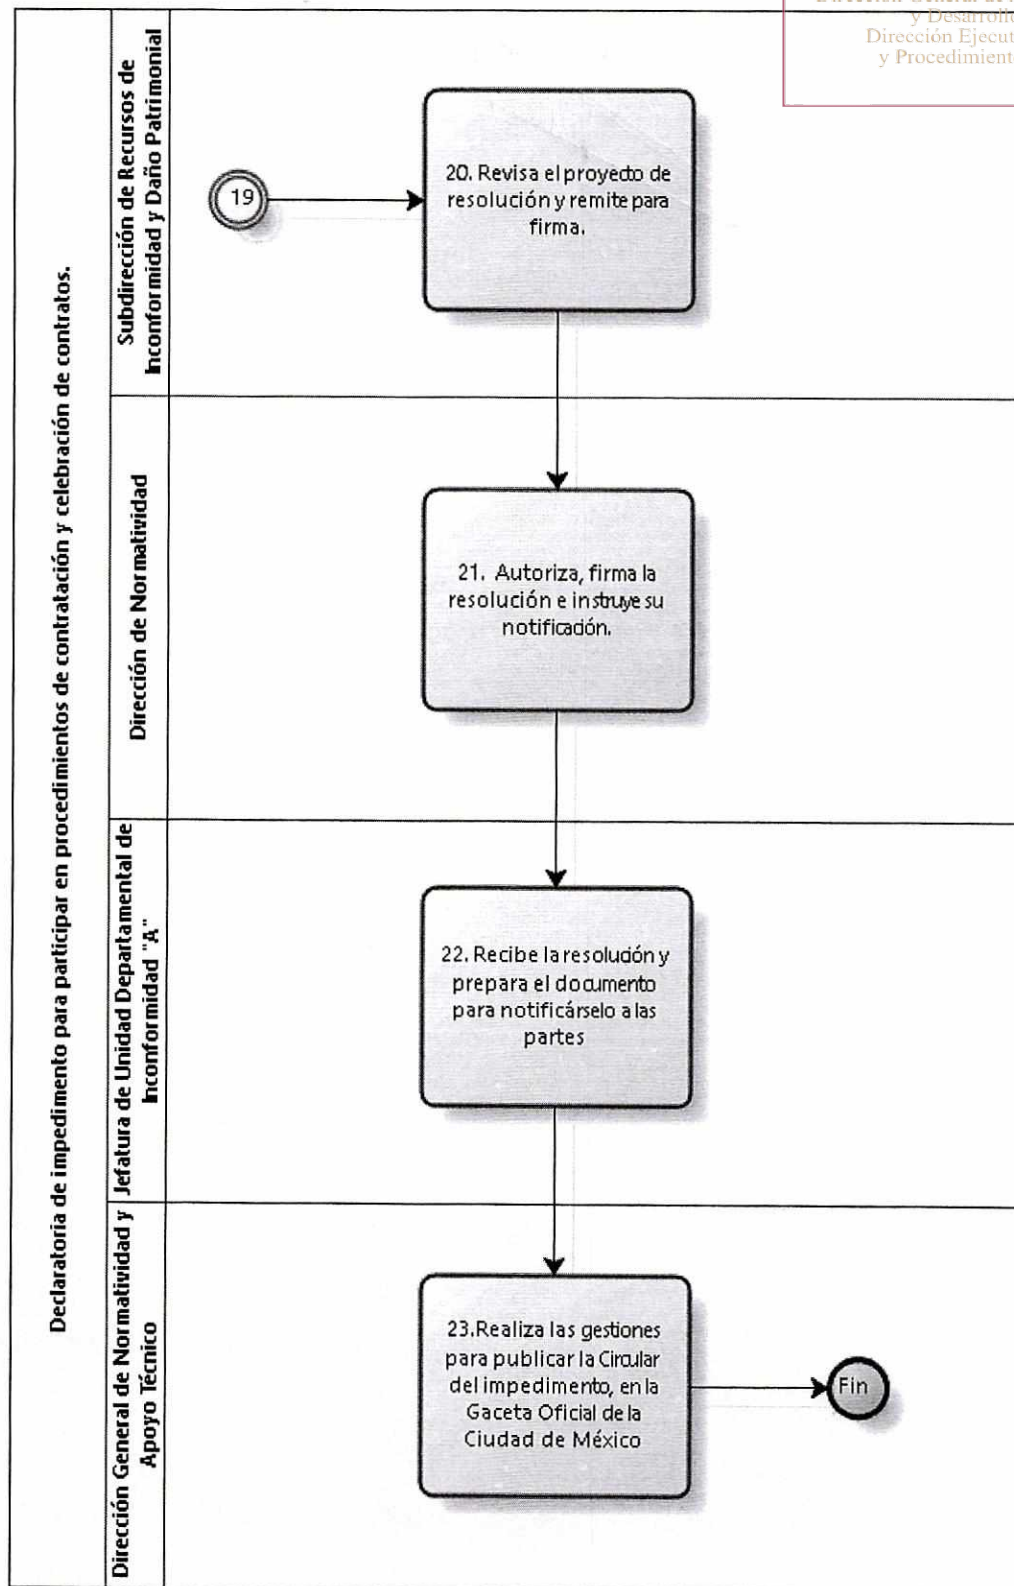 y Desarrollo
Dirección Ejecut
y Procedimient
Declaratoria de impedimento para participar en procedimientos de contratación y celebración de contratos.
Subdirección de Recursos de
Inconformidad y Daño Patrimonial
19
20. Revisa el proyecto de
resolución y remite para
firma.
Dirección de Normatividad
21. Autoriza, firma la
resolución e instruye su
notificación.
Jefatura de Unidad Departamental de
Inconformidad "A"
22. Recibe la resolución y
prepara el documento
para notificárselo a las
partes
Dirección General de Normatividad y
Apoyo Técnico
23.Realiza las gestiones
para publicar la Circular
del impedimento, en la
Gaceta Oficial de la
Ciudad de México
Fin